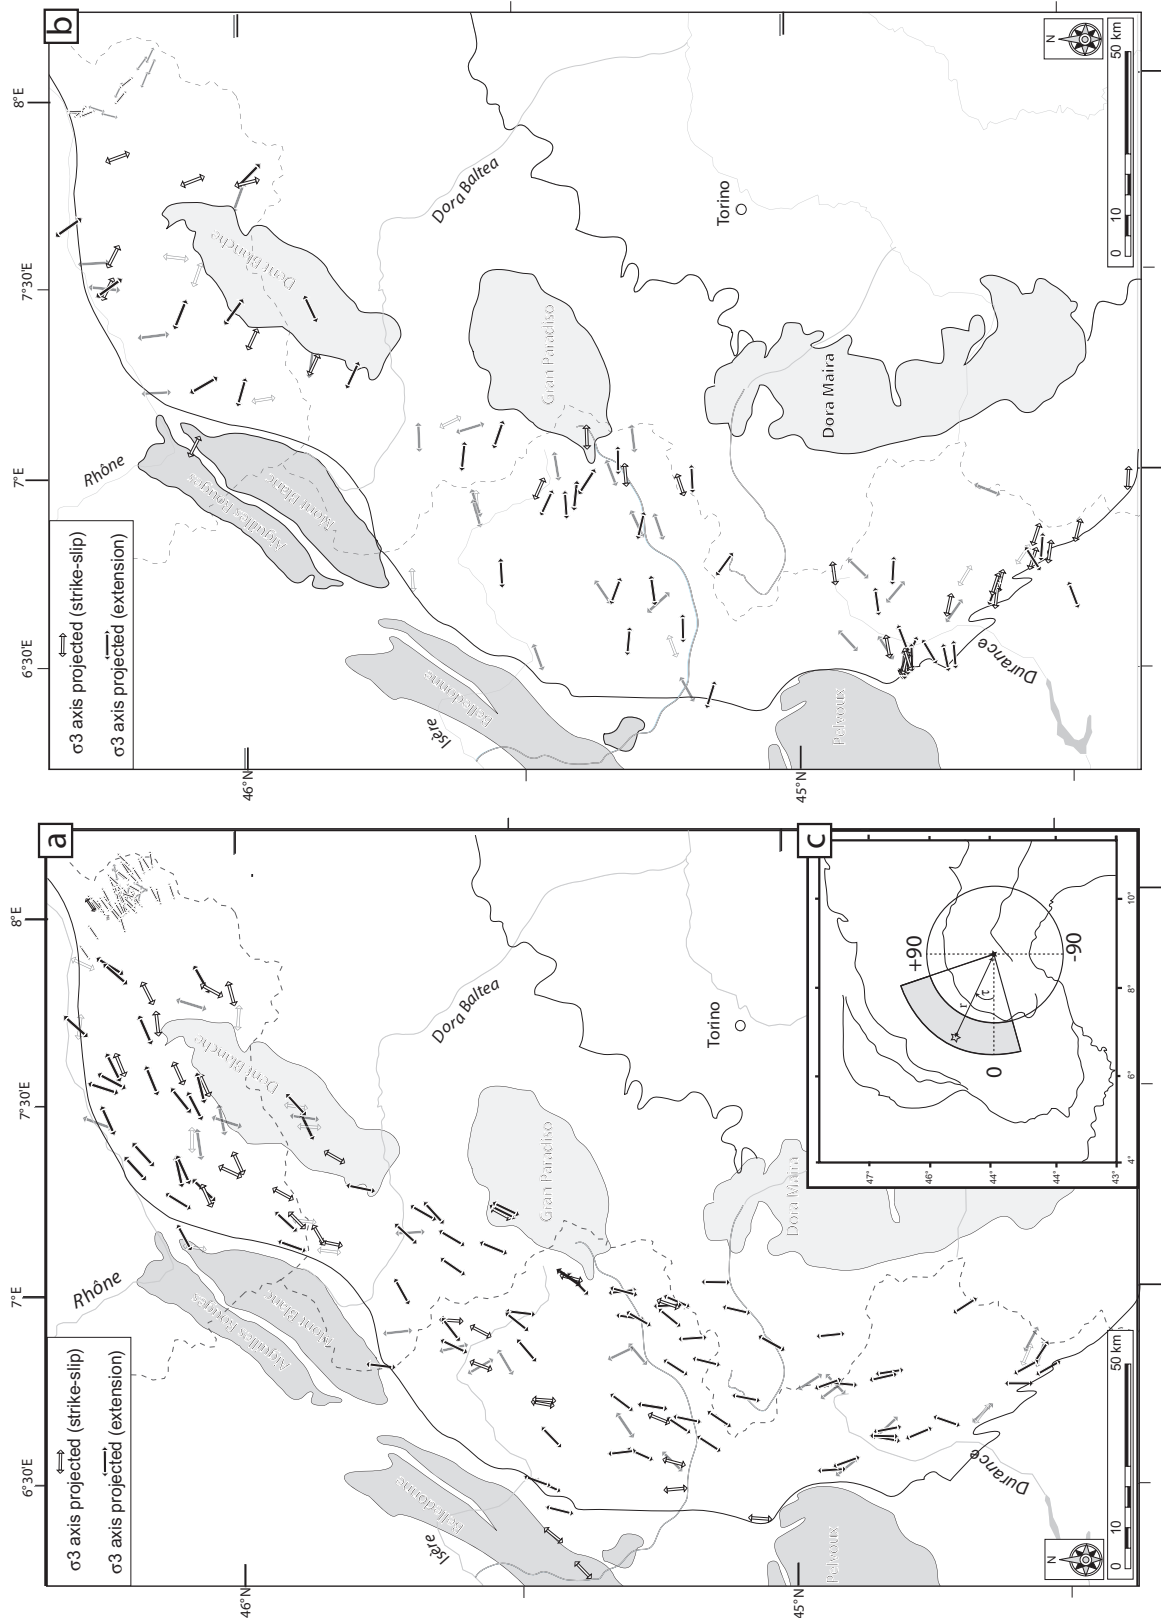 a
6°30'E
7°E
7°30'E
8°E
46°N
45°N
σ3 axis projected (strike-slip)
σ3 axis projected (extension)
Rhône
Aiguilles Rouges
Mont Blanc
Dent Blanche
Belledonne
Isère
Dora Baltea
Gran Paradiso
Torino
Dora Maira
Pelvoux
Durance
N
0
10
50 km
c
+90
-90
0
r
τ
47°
46°
44°
44°
43°
4°
6°
8°
10°
b
6°30'E
7°E
7°30'E
8°E
46°N
45°N
σ3 axis projected (strike-slip)
σ3 axis projected (extension)
Rhône
Aiguilles Rouges
Mont Blanc
Dent Blanche
Belledonne
Isère
Dora Baltea
Gran Paradiso
Torino
Dora Maira
Pelvoux
Durance
N
0
10
50 km